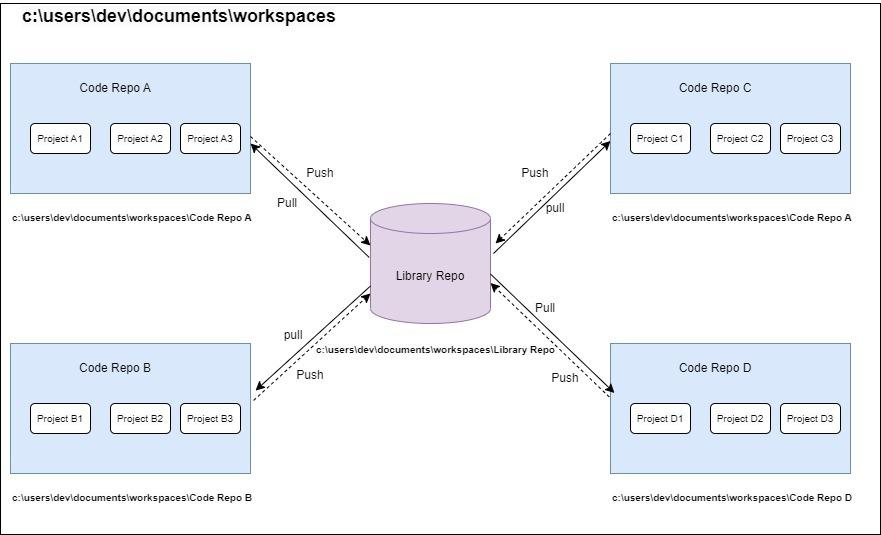 c:\users\dev\documents\workspaces
Code Repo A
Project A1 Project A2 Project A3
c:\users\dev\documents\workspaces\Code Repo A
Code Repo C
Project C1 Project C2 Project C3
c:\users\dev\documents\workspaces\Code Repo A
Push
Pull
Push
pull
Library Repo
c:\users\dev\documents\workspaces\Library Repo
pull
Push
Pull
Push
Code Repo B
Project B1 Project B2 Project B3
c:\users\dev\documents\workspaces\Code Repo B
Code Repo D
Project D1 Project D2 Project D3
c:\users\dev\documents\workspaces\Code Repo D